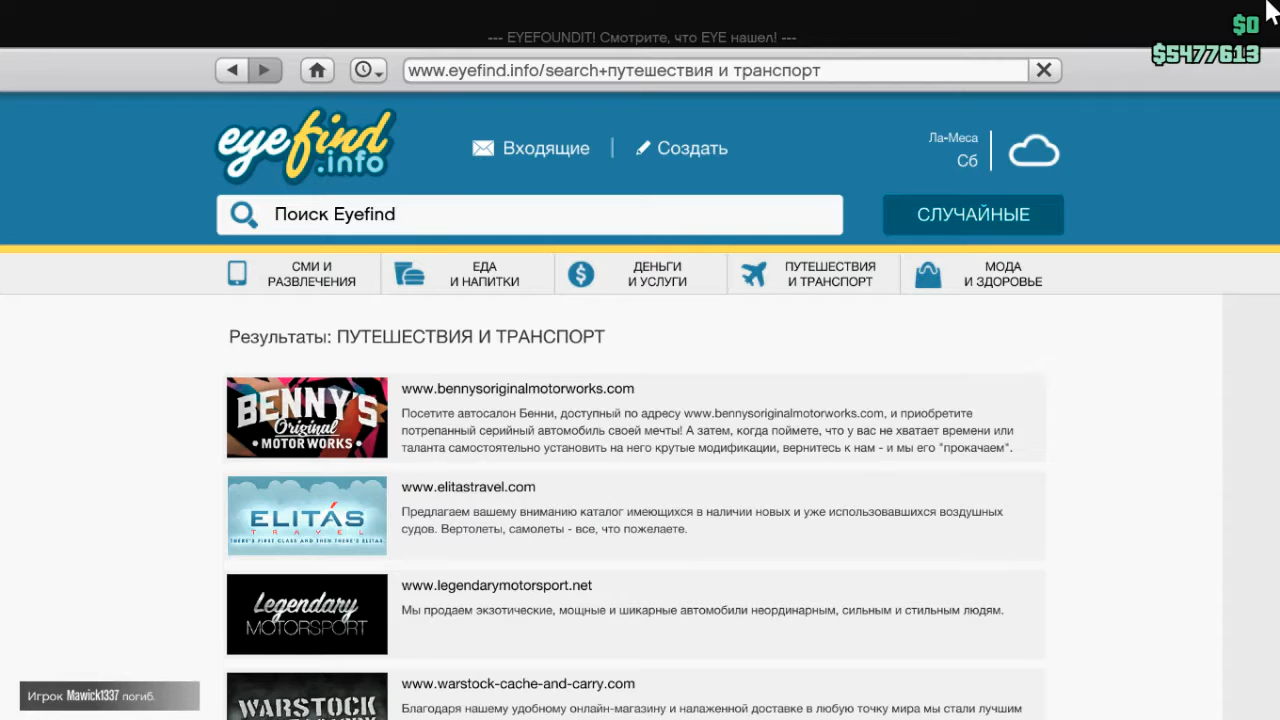 --- EYEFOUNDIT! Смотрите, что EYE нашел! ---
$0
$5477613
www.eyefind.info/search+путешествия и транспорт
eyefind
.info
Входящие
Создать
Ла-Меса
Сб
Поиск Eyefind
СЛУЧАЙНЫЕ
СМИ И
РАЗВЛЕЧЕНИЯ
ЕДА
И НАПИТКИ
ДЕНЬГИ
И УСЛУГИ
ПУТЕШЕСТВИЯ
И ТРАНСПОРТ
МОДА
И ЗДОРОВЬЕ
Результаты: ПУТЕШЕСТВИЯ И ТРАНСПОРТ
BENNY'S
Original
• MOTOR WORKS •
www.bennysoriginalmotorworks.com
Посетите автосалон Бенни, доступный по адресу www.bennysoriginalmotorworks.com, и приобретите
потрепанный серийный автомобиль своей мечты! А затем, когда поймете, что у вас не хватает времени или
таланта самостоятельно установить на него крутые модификации, вернитесь к нам - и мы его "прокачаем".
ELITÁS
TRAVEL
THERE'S FIRST CLASS AND THEN THERE'S ELITAS
www.elitastravel.com
Предлагаем вашему вниманию каталог имеющихся в наличии новых и уже использовавшихся воздушных
судов. Вертолеты, самолеты - все, что пожелаете.
Legendary
MOTORSPORT
www.legendarymotorsport.net
Мы продаем экзотические, мощные и шикарные автомобили неординарным, сильным и стильным людям.
WARSTOCK
www.warstock-cache-and-carry.com
Благодаря нашему удобному онлайн-магазину и налаженной доставке в любую точку мира мы стали лучшим
Игрок Mawick1337 погиб.